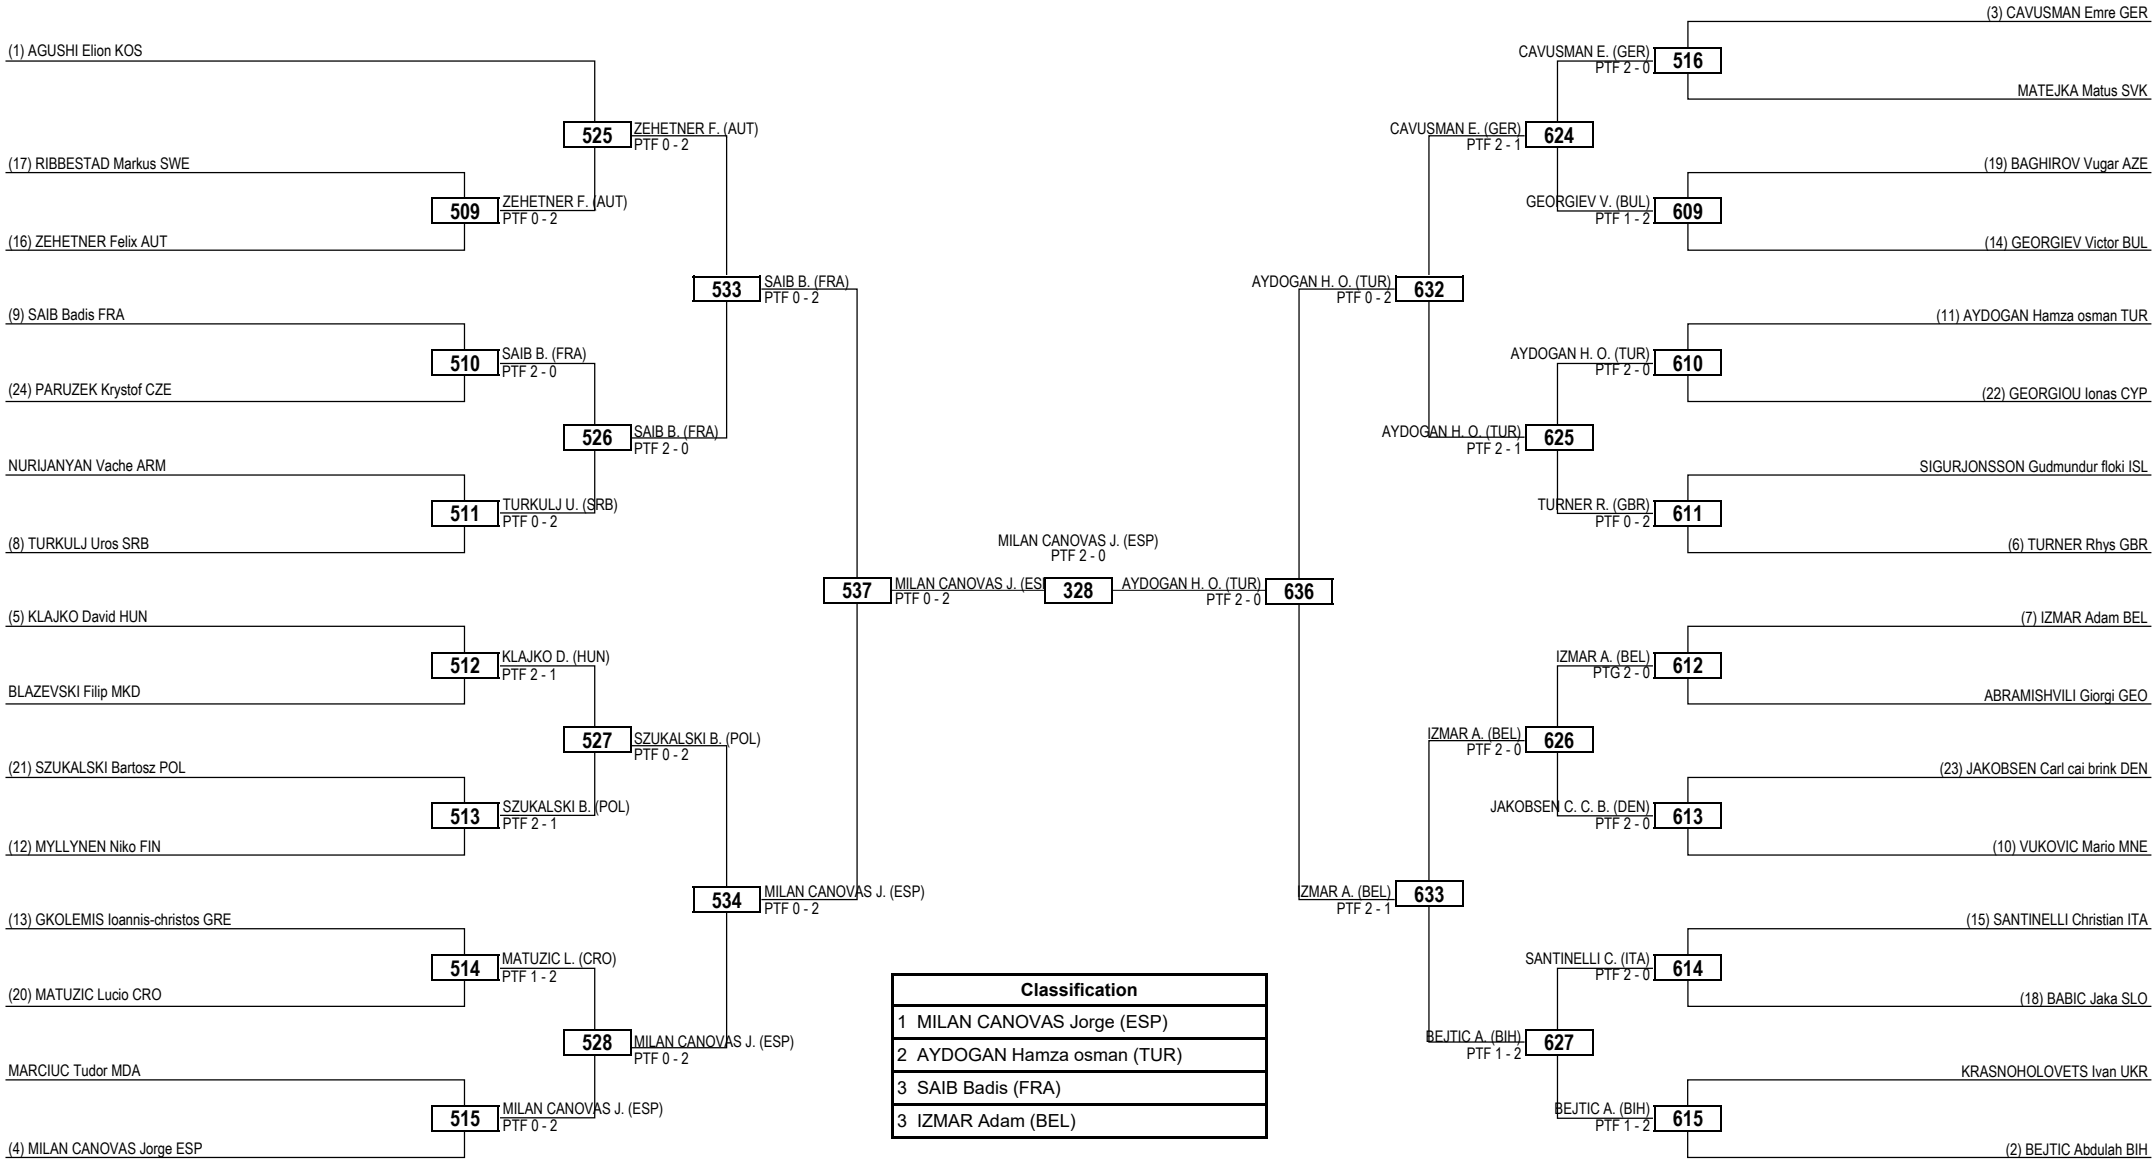 (1) AGUSHI Elion KOS
(17) RIBBESTAD Markus SWE
(16) ZEHETNER Felix AUT
(9) SAIB Badis FRA
(24) PARUZEK Krystof CZE
NURIJANYAN Vache ARM
(8) TURKULJ Uros SRB
(5) KLAJKO David HUN
BLAZEVSKI Filip MKD
(21) SZUKALSKI Bartosz POL
(12) MYLLYNEN Niko FIN
(13) GKOLEMIS Ioannis-christos GRE
(20) MATUZIC Lucio CRO
MARCIUC Tudor MDA
(4) MILAN CANOVAS Jorge ESP
509
ZEHETNER F. (AUT)
PTF 0 - 2
510
SAIB B. (FRA)
PTF 2 - 0
511
TURKULJ U. (SRB)
PTF 0 - 2
512
KLAJKO D. (HUN)
PTF 2 - 1
513
SZUKALSKI B. (POL)
PTF 2 - 1
514
MATUZIC L. (CRO)
PTF 1 - 2
515
MILAN CANOVAS J. (ESP)
PTF 0 - 2
525
ZEHETNER F. (AUT)
PTF 0 - 2
526
SAIB B. (FRA)
PTF 2 - 0
527
SZUKALSKI B. (POL)
PTF 0 - 2
528
MILAN CANOVAS J. (ESP)
PTF 0 - 2
533
SAIB B. (FRA)
PTF 0 - 2
534
MILAN CANOVAS J. (ESP)
PTF 0 - 2
537
MILAN CANOVAS J. (ES
PTF 0 - 2
MILAN CANOVAS J. (ESP)
PTF 2 - 0
328
AYDOGAN H. O. (TUR)
PTF 2 - 0
636
AYDOGAN H. O. (TUR)
PTF 0 - 2
632
IZMAR A. (BEL)
PTF 2 - 1
633
CAVUSMAN E. (GER)
PTF 2 - 1
624
AYDOGAN H. O. (TUR)
PTF 2 - 1
625
IZMAR A. (BEL)
PTF 2 - 0
626
BEJTIC A. (BIH)
PTF 1 - 2
627
CAVUSMAN E. (GER)
PTF 2 - 0
516
GEORGIEV V. (BUL)
PTF 1 - 2
609
AYDOGAN H. O. (TUR)
PTF 2 - 0
610
TURNER R. (GBR)
PTF 0 - 2
611
IZMAR A. (BEL)
PTG 2 - 0
612
JAKOBSEN C. C. B. (DEN)
PTF 2 - 0
613
SANTINELLI C. (ITA)
PTF 2 - 0
614
BEJTIC A. (BIH)
PTF 1 - 2
615
(3) CAVUSMAN Emre GER
MATEJKA Matus SVK
(19) BAGHIROV Vugar AZE
(14) GEORGIEV Victor BUL
(11) AYDOGAN Hamza osman TUR
(22) GEORGIOU Ionas CYP
SIGURJONSSON Gudmundur floki ISL
(6) TURNER Rhys GBR
(7) IZMAR Adam BEL
ABRAMISHVILI Giorgi GEO
(23) JAKOBSEN Carl cai brink DEN
(10) VUKOVIC Mario MNE
(15) SANTINELLI Christian ITA
(18) BABIC Jaka SLO
KRASNOHOLOVETS Ivan UKR
(2) BEJTIC Abdulah BIH
Classification
1 MILAN CANOVAS Jorge (ESP)
2 AYDOGAN Hamza osman (TUR)
3 SAIB Badis (FRA)
3 IZMAR Adam (BEL)